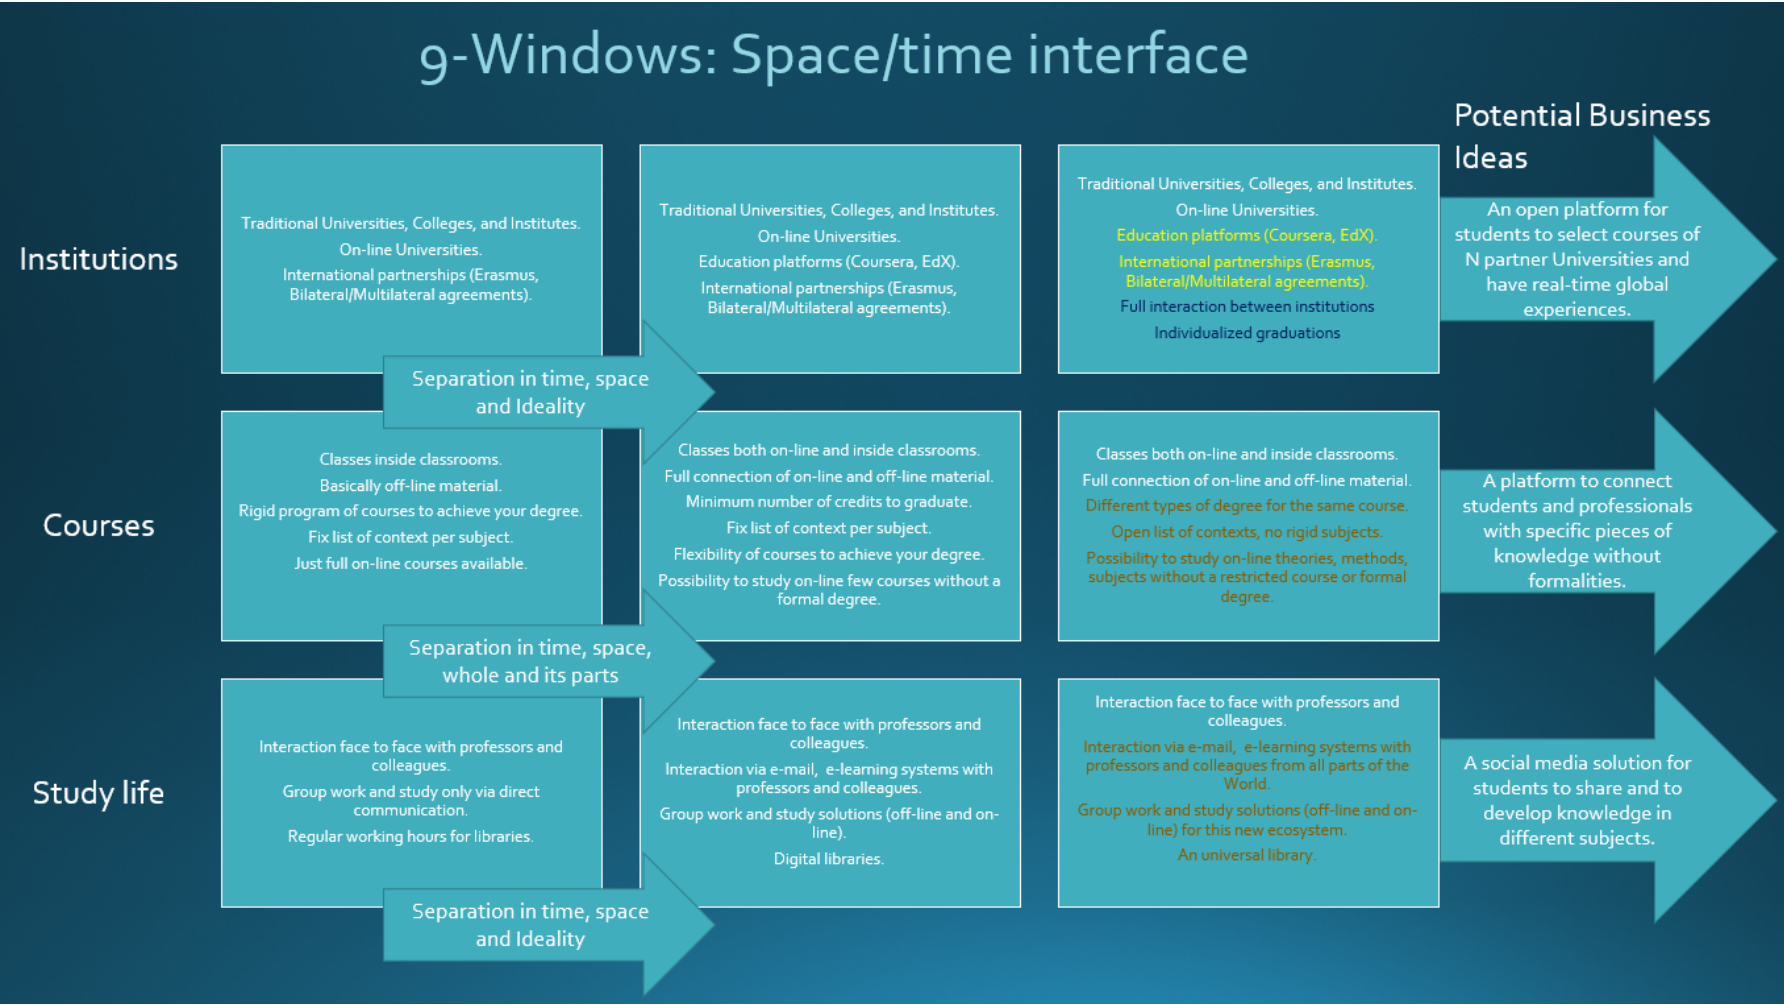 9-Windows: Space/time interface
Potential Business
Ideas
Institutions
Traditional Universities, Colleges, and Institutes.
On-line Universities.
International partnerships (Erasmus,
Bilateral/Multilateral agreements).
Traditional Universities, Colleges, and Institutes.
On-line Universities.
Education platforms (Coursera, EdX).
International partnerships (Erasmus,
Bilateral/Multilateral agreements).
Traditional Universities, Colleges, and Institutes.
On-line Universities.
Education platforms (Coursera, EdX).
International partnerships (Erasmus,
Bilateral/Multilateral agreements).
Full interaction between institutions
Individualized graduations
An open platform for
students to select courses of
N partner Universities and
have real-time global
experiences.
Separation in time, space
and Ideality
Courses
Classes inside classrooms.
Basically off-line material.
Rigid program of courses to achieve your degree.
Fix list of context per subject.
Just full on-line courses available.
Classes both on-line and inside classrooms.
Full connection of on-line and off-line material.
Minimum number of credits to graduate.
Fix list of context per subject.
Flexibility of courses to achieve your degree.
Possibility to study on-line few courses without a
formal degree.
Classes both on-line and inside classrooms.
Full connection of on-line and off-line material.
Different types of degree for the same course.
Open list of contexts, no rigid subjects.
Possibility to study on-line theories, methods,
subjects without a restricted course or formal
degree.
A platform to connect
students and professionals
with specific pieces of
knowledge without
formalities.
Separation in time, space,
whole and its parts
Study life
Interaction face to face with professors and
colleagues.
Group work and study only via direct
communication.
Regular working hours for libraries.
Interaction face to face with professors and
colleagues.
Interaction via e-mail, e-learning systems with
professors and colleagues.
Group work and study solutions (off-line and on-
line).
Digital libraries.
Interaction face to face with professors and
colleagues.
Interaction via e-mail, e-learning systems with
professors and colleagues from all parts of the
World.
Group work and study solutions (off-line and on-
line) for this new ecosystem.
An universal library.
A social media solution for
students to share and to
develop knowledge in
different subjects.
Separation in time, space
and Ideality